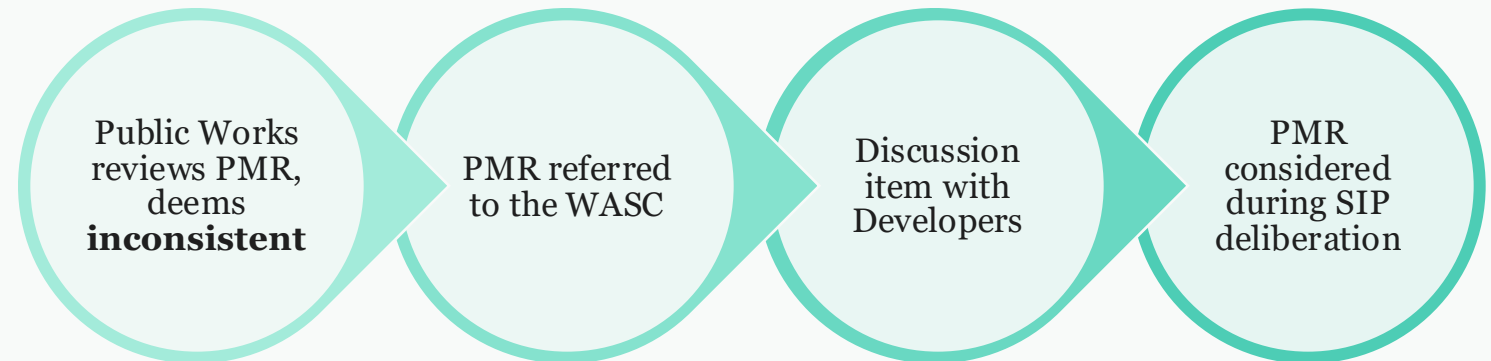 Public Works
reviews PMR,
deems
inconsistent
PMR referred
to the WASC
Discussion
item with
Developers
PMR
considered
during SIP
deliberation